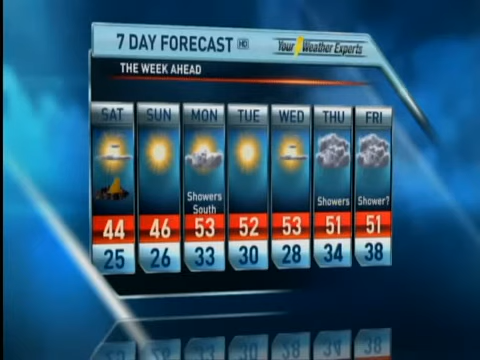 7 DAY FORECAST HD
Your Weather Experts
THE WEEK AHEAD
SAT SUN MON TUE WED THU FRI
Showers South Showers Shower?
44 46 53 52 53 51 51
25 26 33 30 28 34 38